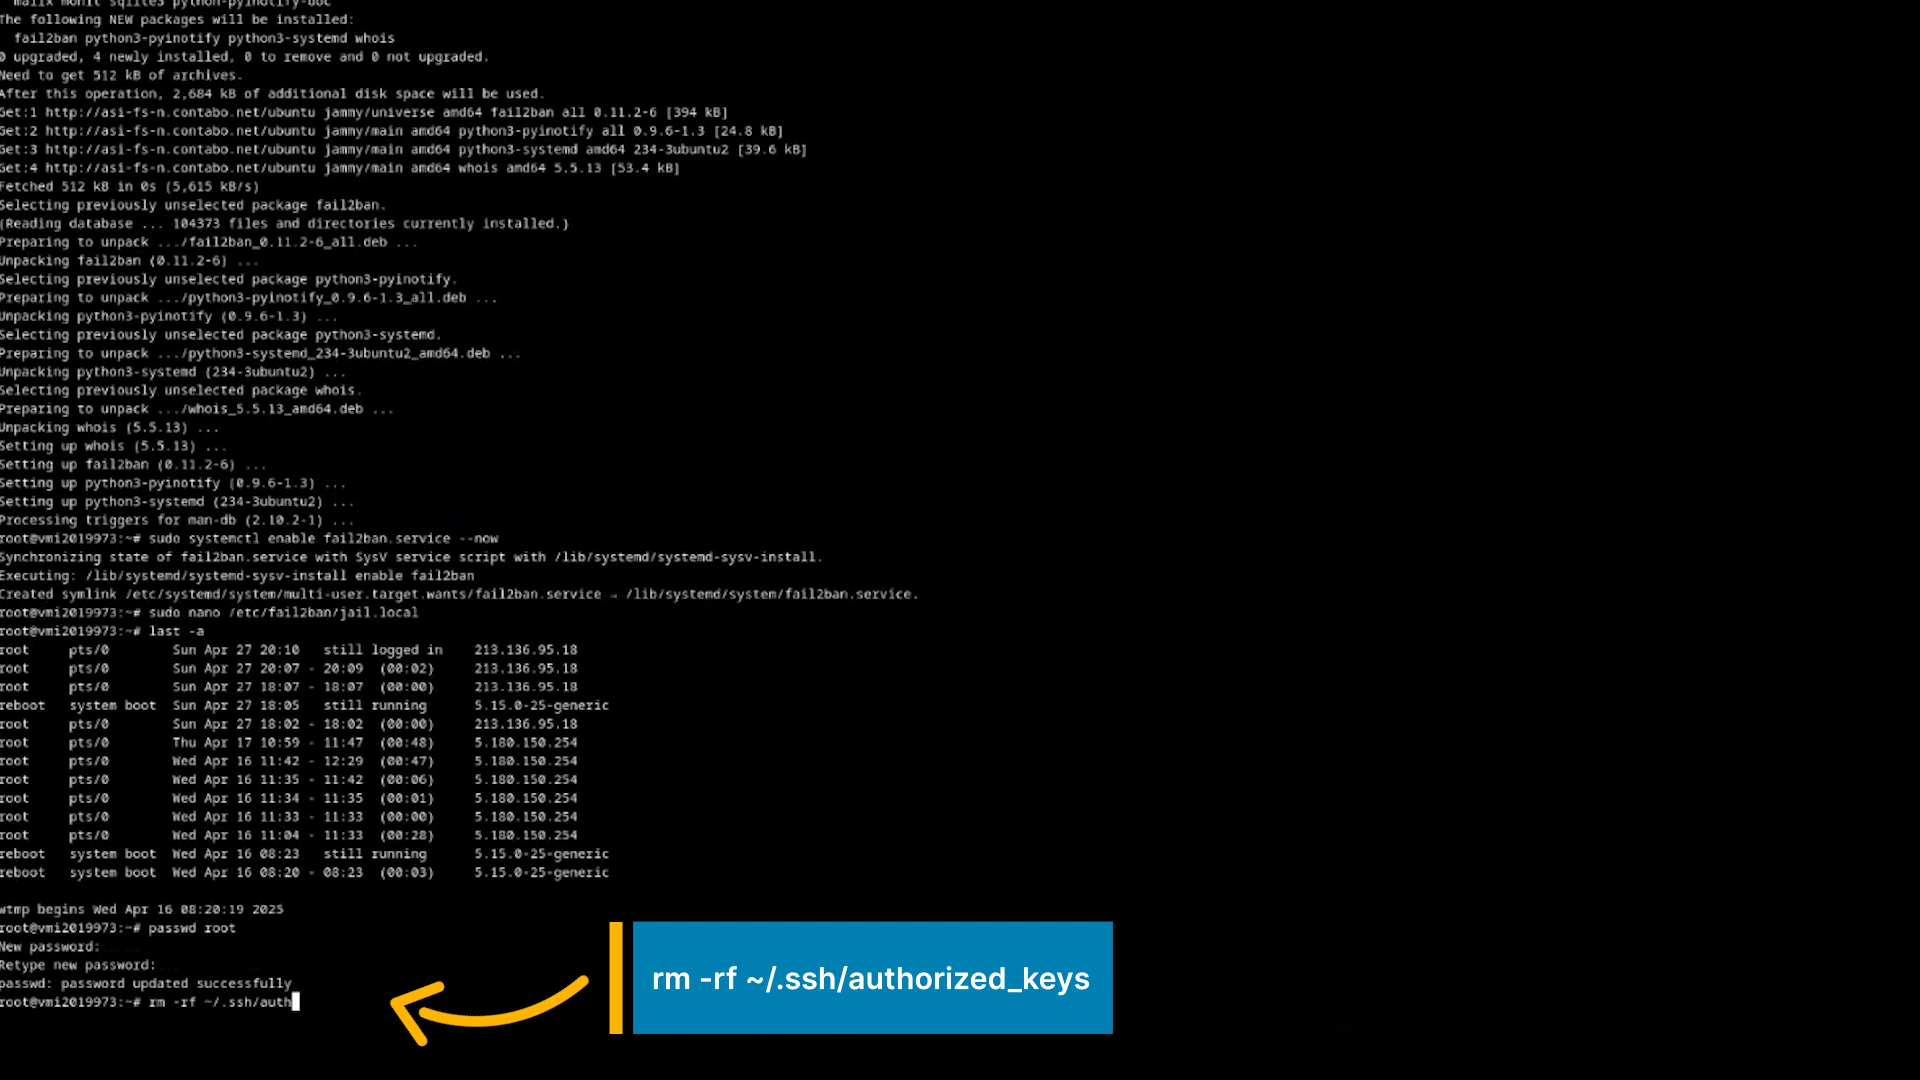 mailx monit sqlite3 python-pyinotify-doc
The following NEW packages will be installed:
fail2ban python3-pyinotify python3-systemd whois
0 upgraded, 4 newly installed, 0 to remove and 0 not upgraded.
Need to get 512 kB of archives.
After this operation, 2,684 kB of additional disk space will be used.
Get:1 http://asi-fs-n.contabo.net/ubuntu jammy/universe amd64 fail2ban all 0.11.2-6 [394 kB]
Get:2 http://asi-fs-n.contabo.net/ubuntu jammy/main amd64 python3-pyinotify all 0.9.6-1.3 [24.8 kB]
Get:3 http://asi-fs-n.contabo.net/ubuntu jammy/main amd64 python3-systemd amd64 234-3ubuntu2 [39.6 kB]
Get:4 http://asi-fs-n.contabo.net/ubuntu jammy/main amd64 whois amd64 5.5.13 [53.4 kB]
Fetched 512 kB in 0s (5,615 kB/s)
Selecting previously unselected package fail2ban.
(Reading database ... 104373 files and directories currently installed.)
Preparing to unpack .../fail2ban_0.11.2-6_all.deb ...
Unpacking fail2ban (0.11.2-6) ...
Selecting previously unselected package python3-pyinotify.
Preparing to unpack .../python3-pyinotify_0.9.6-1.3_all.deb ...
Unpacking python3-pyinotify (0.9.6-1.3) ...
Selecting previously unselected package python3-systemd.
Preparing to unpack .../python3-systemd_234-3ubuntu2_amd64.deb ...
Unpacking python3-systemd (234-3ubuntu2) ...
Selecting previously unselected package whois.
Preparing to unpack .../whois_5.5.13_amd64.deb ...
Unpacking whois (5.5.13) ...
Setting up whois (5.5.13) ...
Setting up fail2ban (0.11.2-6) ...
Setting up python3-pyinotify (0.9.6-1.3) ...
Setting up python3-systemd (234-3ubuntu2) ...
Processing triggers for man-db (2.10.2-1) ...
root@vmi2019973:~# sudo systemctl enable fail2ban.service --now
Synchronizing state of fail2ban.service with SysV service script with /lib/systemd/systemd-sysv-install.
Executing: /lib/systemd/systemd-sysv-install enable fail2ban
Created symlink /etc/systemd/system/multi-user.target.wants/fail2ban.service → /lib/systemd/system/fail2ban.service.
root@vmi2019973:~# sudo nano /etc/fail2ban/jail.local
root@vmi2019973:~# last -a
root pts/0 Sun Apr 27 20:10 still logged in 213.136.95.18
root pts/0 Sun Apr 27 20:07 - 20:09 (00:02) 213.136.95.18
root pts/0 Sun Apr 27 18:07 - 18:07 (00:00) 213.136.95.18
reboot system boot Sun Apr 27 18:05 still running 5.15.0-25-generic
root pts/0 Sun Apr 27 18:02 - 18:02 (00:00) 213.136.95.18
root pts/0 Thu Apr 17 10:59 - 11:47 (00:48) 5.180.150.254
root pts/0 Wed Apr 16 11:42 - 12:29 (00:47) 5.180.150.254
root pts/0 Wed Apr 16 11:35 - 11:42 (00:06) 5.180.150.254
root pts/0 Wed Apr 16 11:34 - 11:35 (00:01) 5.180.150.254
root pts/0 Wed Apr 16 11:33 - 11:33 (00:00) 5.180.150.254
root pts/0 Wed Apr 16 11:04 - 11:33 (00:28) 5.180.150.254
reboot system boot Wed Apr 16 08:23 still running 5.15.0-25-generic
reboot system boot Wed Apr 16 08:20 - 08:23 (00:03) 5.15.0-25-generic
wtmp begins Wed Apr 16 08:20:19 2025
root@vmi2019973:~# passwd root
New password:
Retype new password:
passwd: password updated successfully
root@vmi2019973:~# rm -rf ~/.ssh/auth
rm -rf ~/.ssh/authorized_keys